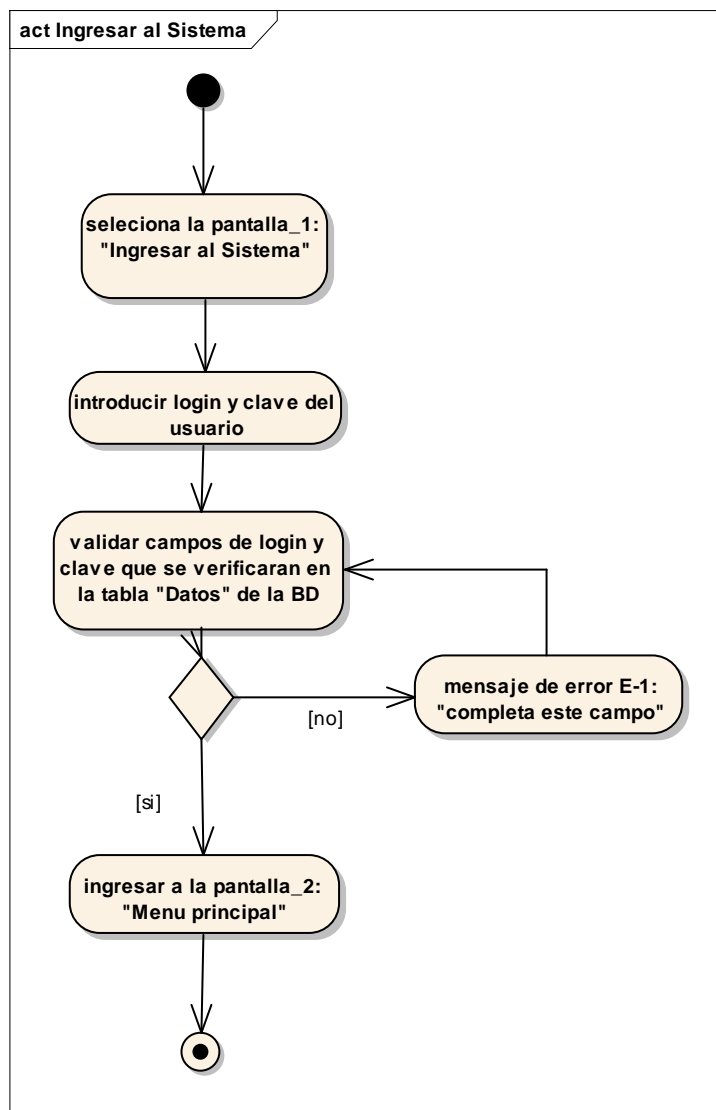 act Ingresar al Sistema
seleciona la pantalla_1:
"Ingresar al Sistema"
introducir login y clave del
usuario
validar campos de login y
clave que se verificaran en
la tabla "Datos" de la BD
mensaje de error E-1:
"completa este campo"
[no]
[si]
ingresar a la pantalla_2:
"Menu principal"